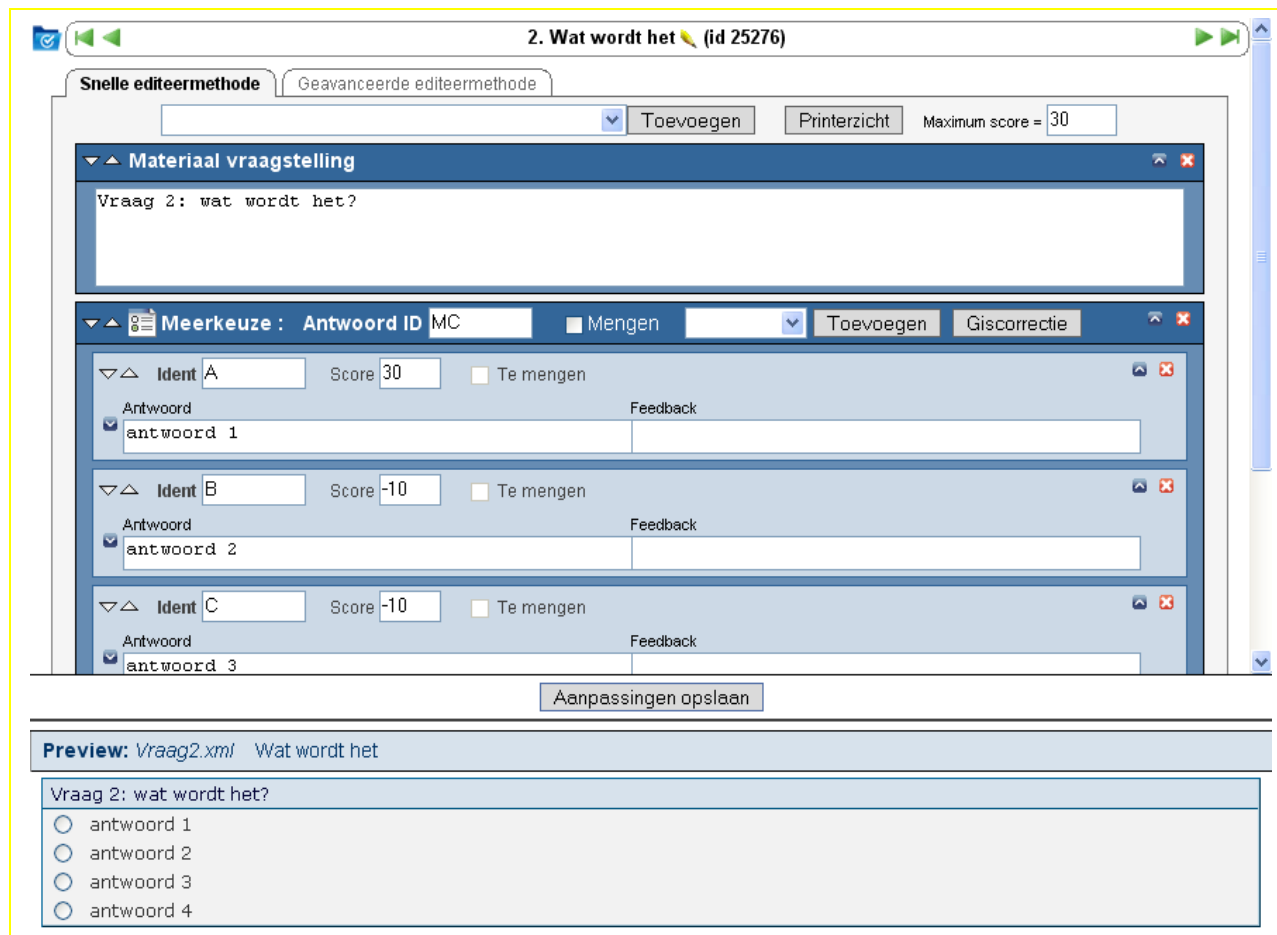 2. Wat wordt het (id 25276)
Snelle editeermethode Geavanceerde editeermethode
Toevoegen Printerzicht Maximum score = 30
Materiaal vraagstelling
Vraag 2: wat wordt het?
Meerkeuze : Antwoord ID MC Mengen Toevoegen Giscorrectie
Ident A Score 30 Te mengen
Antwoord Feedback
antwoord 1
Ident B Score -10 Te mengen
Antwoord Feedback
antwoord 2
Ident C Score -10 Te mengen
Antwoord Feedback
antwoord 3
Aanpassingen opslaan
Preview: Vraag2.xml Wat wordt het
Vraag 2: wat wordt het?
antwoord 1
antwoord 2
antwoord 3
antwoord 4